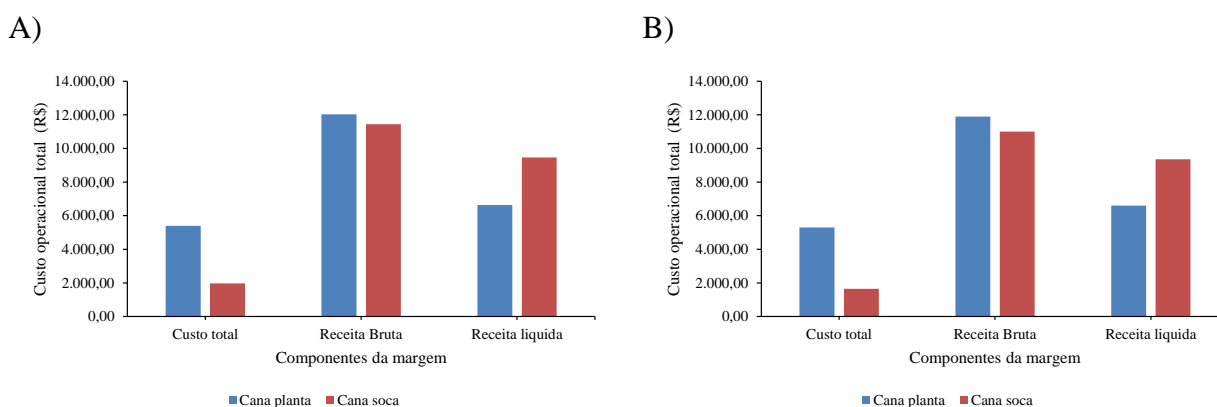 A)
14.000,00
12.000,00
10.000,00
8.000,00
6.000,00
4.000,00
2.000,00
0,00
Custo operacional total (R$)
Custo total
Receita Bruta
Receita liquida
Componentes da margem
Cana planta
Cana soca
B)
14.000,00
12.000,00
10.000,00
8.000,00
6.000,00
4.000,00
2.000,00
0,00
Custo operacional total (R$)
Custo total
Receita Bruta
Receita liquida
Componentes da margem
Cana planta
Cana soca